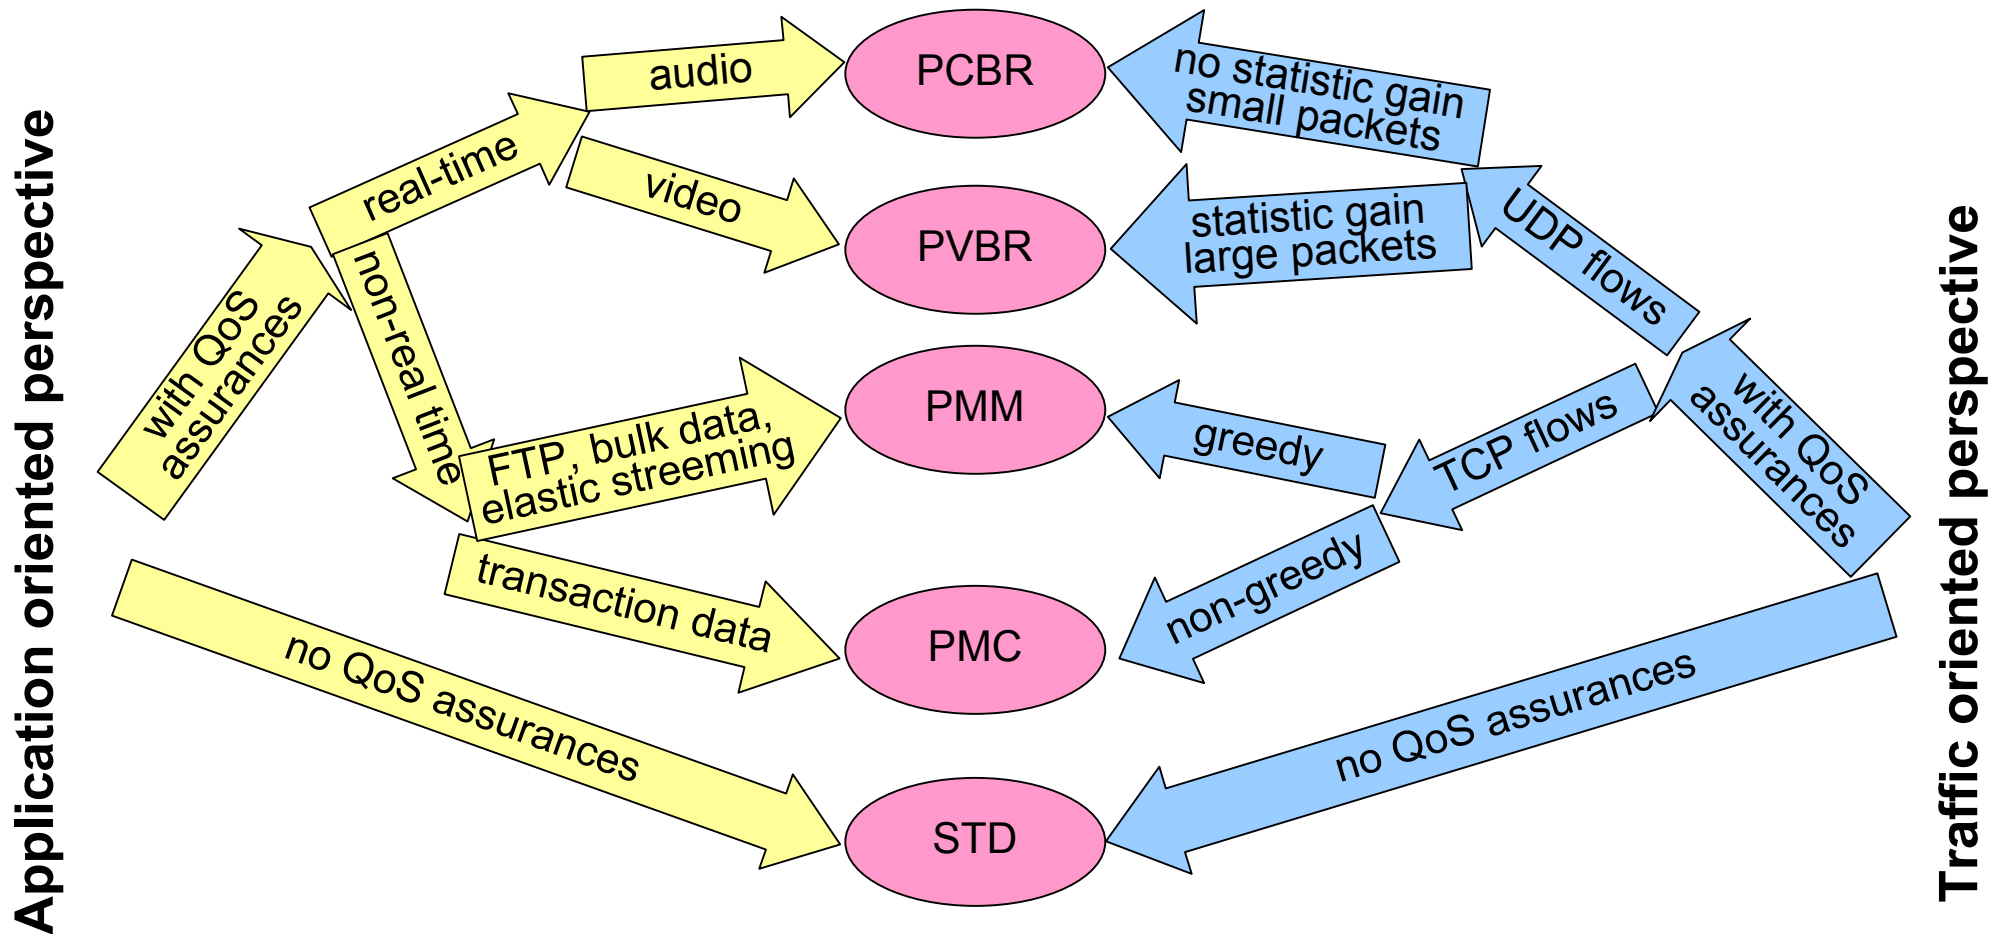 Application oriented perspective
with QoS
assurances
real-time
non-real time
audio
video
FTP, bulk data,
elastic streeming
transaction data
no QoS assurances
PCBR
PVBR
PMM
PMC
STD
no statistic gain
small packets
statistic gain
large packets
UDP flows
greedy
TCP flows
non-greedy
with QoS
assurances
no QoS assurances
Traffic oriented perspective